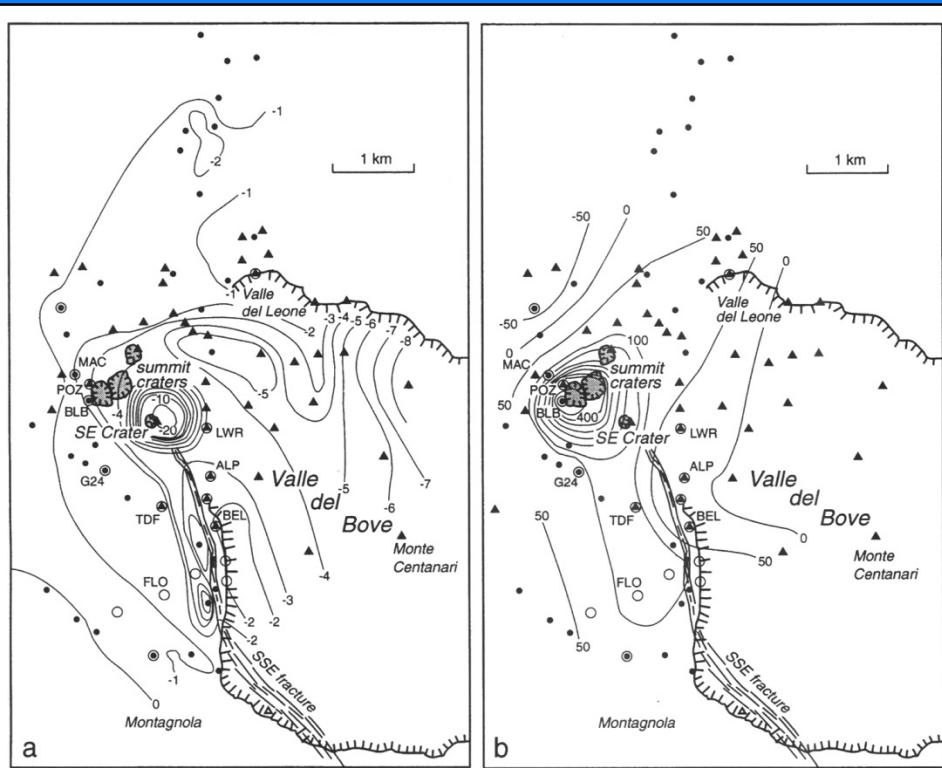 -1
-2
1 km
-1
-1
Valle
del Leone
-2
-3
-4
-5
-6
-7
-8
MAC
POZ
BLB
summit
craters
-5
-4
-10
-20
SE Crater
LWR
-7
-5
-6
G24
ALP
Valle
del
Bove
TDF
BEL
Monte
Centanari
-4
FLO
-3
-2
-2
-2
-1
0
SSE fracture
Montagnola
a
1 km
-50
0
50
50
0
-50
Valle
del Leone
0
MAC
100
summit
craters
POZ
50
BLB
400
SE Crater
LWR
G24
ALP
Valle
del
Bove
TDF
BEL
0
50
50
Monte
Centanari
FLO
50
SSE fracture
Montagnola
b